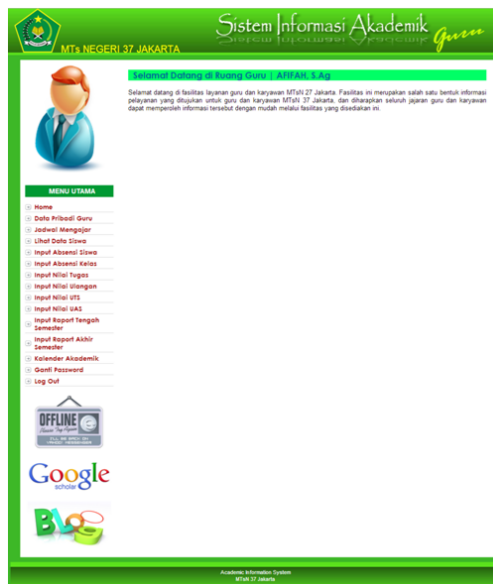 Sistem Informasi Akademik Guru
MTs NEGERI 37 JAKARTA
Selamat Datang di Ruang Guru | AFIFAH, S.Ag
Selamat datang di fasilitas layanan guru dan karyawan MTsN 27 Jakarta. Fasilitas ini merupakan salah satu bentuk informasi
pelayanan yang ditujukan untuk guru dan karyawan MTsN 37 Jakarta, dan diharapkan seluruh jajaran guru dan karyawan
dapat memperoleh informasi tersebut dengan mudah melalui fasilitas yang disediakan ini.
MENU UTAMA
Home
Data Pribadi Guru
Jadwal Mengajar
Lihat Data Siswa
Input Absensi Siswa
Input Absensi Kelas
Input Nilai Tugas
Input Nilai Ulangan
Input Nilai UTS
Input Nilai UAS
Input Raport Tengah
Semester
Input Raport Akhir
Semester
Kalender Akademik
Ganti Password
Log Out
OFFLINE
Google
scholar
BLOG
Academic Information System
MTsN 37 Jakarta